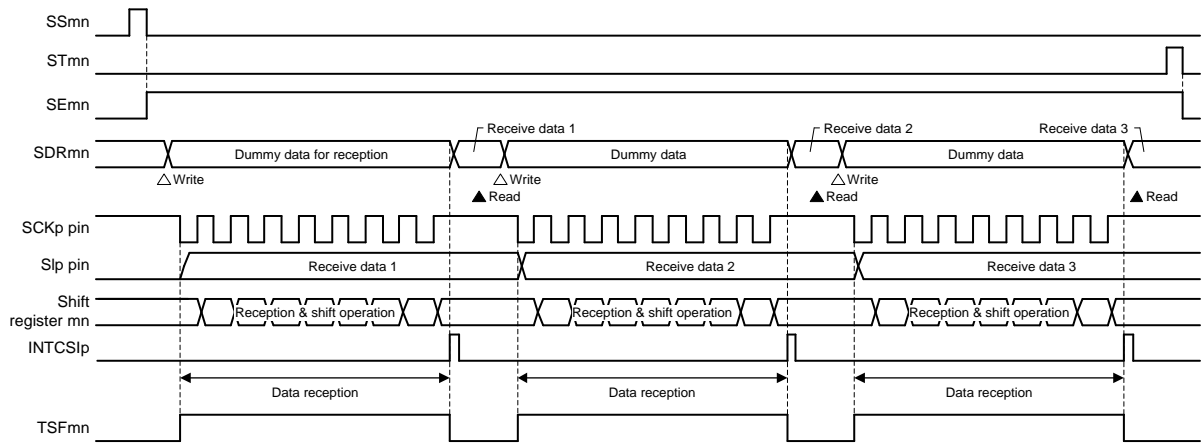 SSmn
STmn
SEmn
Receive data 1 Receive data 2 Receive data 3
SDRmn Dummy data for reception Dummy data Dummy data
△Write △Write △Write
▲Read ▲Read ▲Read
SCKp pin
SIp pin Receive data 1 Receive data 2 Receive data 3
Shift
register mn Reception & shift operation Reception & shift operation Reception & shift operation
INTCSIp
Data reception Data reception Data reception
TSFmn